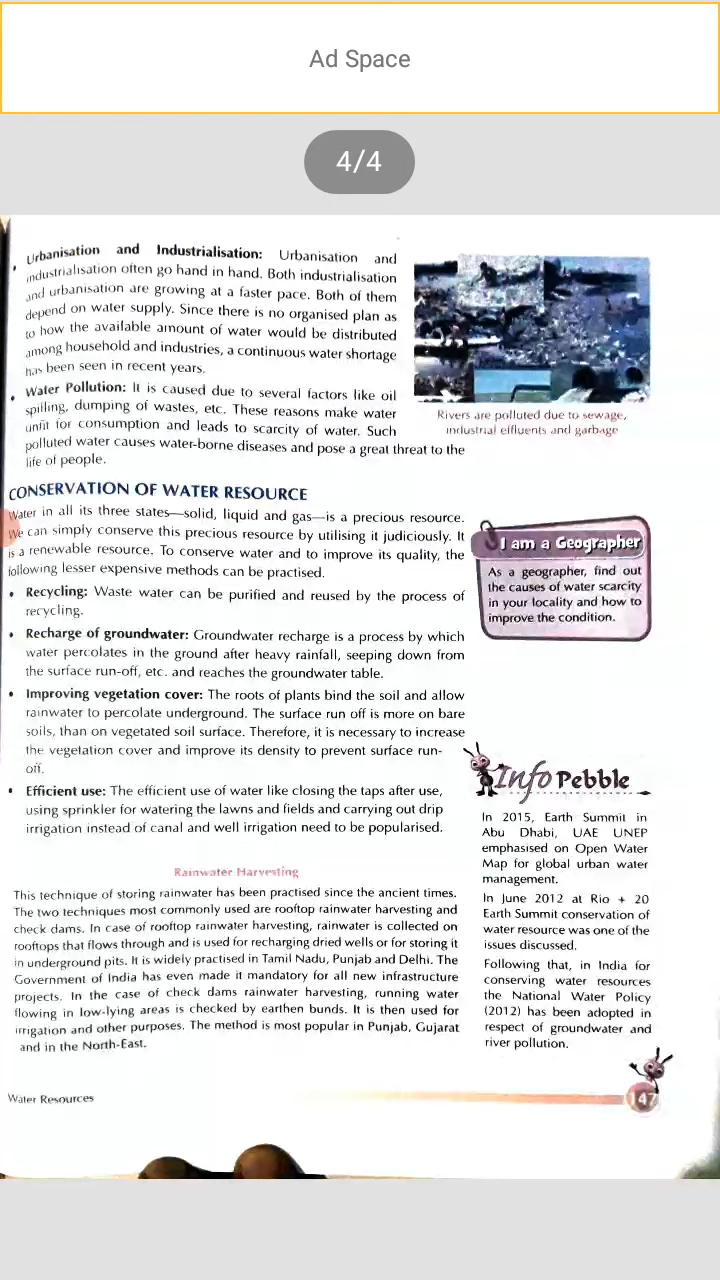 Ad Space
4/4
Urbanisation and Industrialisation: Urbanisation and
industrialisation often go hand in hand. Both industrialisation
and urbanisation are growing at a faster pace. Both of them
depend on water supply. Since there is no organised plan as
to how the available amount of water would be distributed
among household and industries, a continuous water shortage
has been seen in recent years.
• Water Pollution: It is caused due to several factors like oil
spilling, dumping of wastes, etc. These reasons make water
unfit for consumption and leads to scarcity of water. Such
polluted water causes water-borne diseases and pose a great threat to the
life of people.
Rivers are polluted due to sewage,
industrial effluents and garbage
CONSERVATION OF WATER RESOURCE
Water in all its three states—solid, liquid and gas—is a precious resource.
We can simply conserve this precious resource by utilising it judiciously. It
is a renewable resource. To conserve water and to improve its quality, the
following lesser expensive methods can be practised.
• Recycling: Waste water can be purified and reused by the process of
recycling.
• Recharge of groundwater: Groundwater recharge is a process by which
water percolates in the ground after heavy rainfall, seeping down from
the surface run-off, etc. and reaches the groundwater table.
• Improving vegetation cover: The roots of plants bind the soil and allow
rainwater to percolate underground. The surface run off is more on bare
soils, than on vegetated soil surface. Therefore, it is necessary to increase
the vegetation cover and improve its density to prevent surface run-
off.
• Efficient use: The efficient use of water like closing the taps after use,
using sprinkler for watering the lawns and fields and carrying out drip
irrigation instead of canal and well irrigation need to be popularised.
I am a Geographer
As a geographer, find out
the causes of water scarcity
in your locality and how to
improve the condition.
Info Pebble
In 2015, Earth Summit in
Abu Dhabi, UAE UNEP
emphasised on Open Water
Map for global urban water
management.
In June 2012 at Rio + 20
Earth Summit conservation of
water resource was one of the
issues discussed.
Following that, in India for
conserving water resources
the National Water Policy
(2012) has been adopted in
respect of groundwater and
river pollution.
Rainwater Harvesting
This technique of storing rainwater has been practised since the ancient times.
The two techniques most commonly used are rooftop rainwater harvesting and
check dams. In case of rooftop rainwater harvesting, rainwater is collected on
rooftops that flows through and is used for recharging dried wells or for storing it
in underground pits. It is widely practised in Tamil Nadu, Punjab and Delhi. The
Government of India has even made it mandatory for all new infrastructure
projects. In the case of check dams rainwater harvesting, running water
flowing in low-lying areas is checked by earthen bunds. It is then used for
irrigation and other purposes. The method is most popular in Punjab, Gujarat
and in the North-East.
Water Resources
147